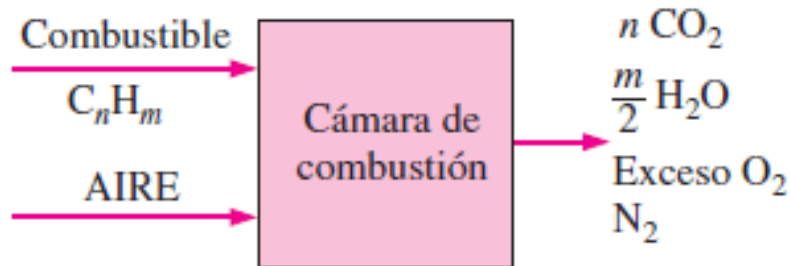 Combustible
CₙHₘ
AIRE
Cámara de
combustión
n CO₂
m/2 H₂O
Exceso O₂
N₂